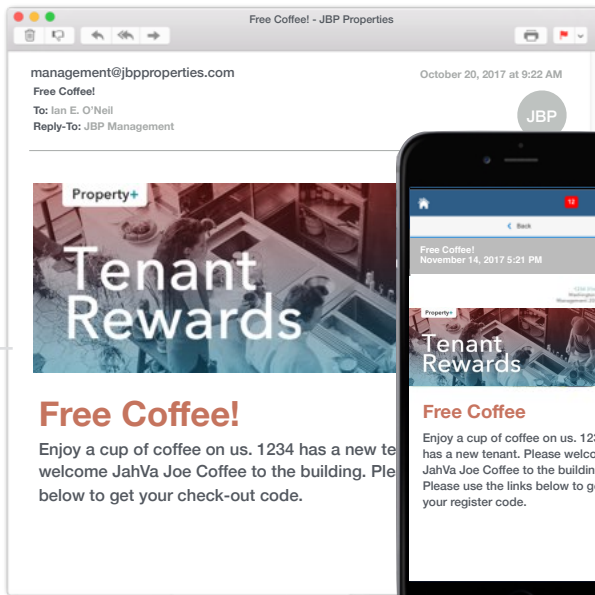 Free Coffee! - JBP Properties
management@jbpproperties.com
October 20, 2017 at 9:22 AM
Free Coffee!
To: Ian E. O'Neil
Reply-To: JBP Management
JBP
Property+
Tenant
Rewards
Free Coffee!
Enjoy a cup of coffee on us. 1234 has a new te
welcome JahVa Joe Coffee to the building. Ple
below to get your check-out code.
12
Back
Free Coffee!
November 14, 2017 5:21 PM
Washington
Management
Property+
Tenant
Rewards
Free Coffee
Enjoy a cup of coffee on us. 123
has a new tenant. Please welco
JahVa Joe Coffee to the buildin
Please use the links below to g
your register code.